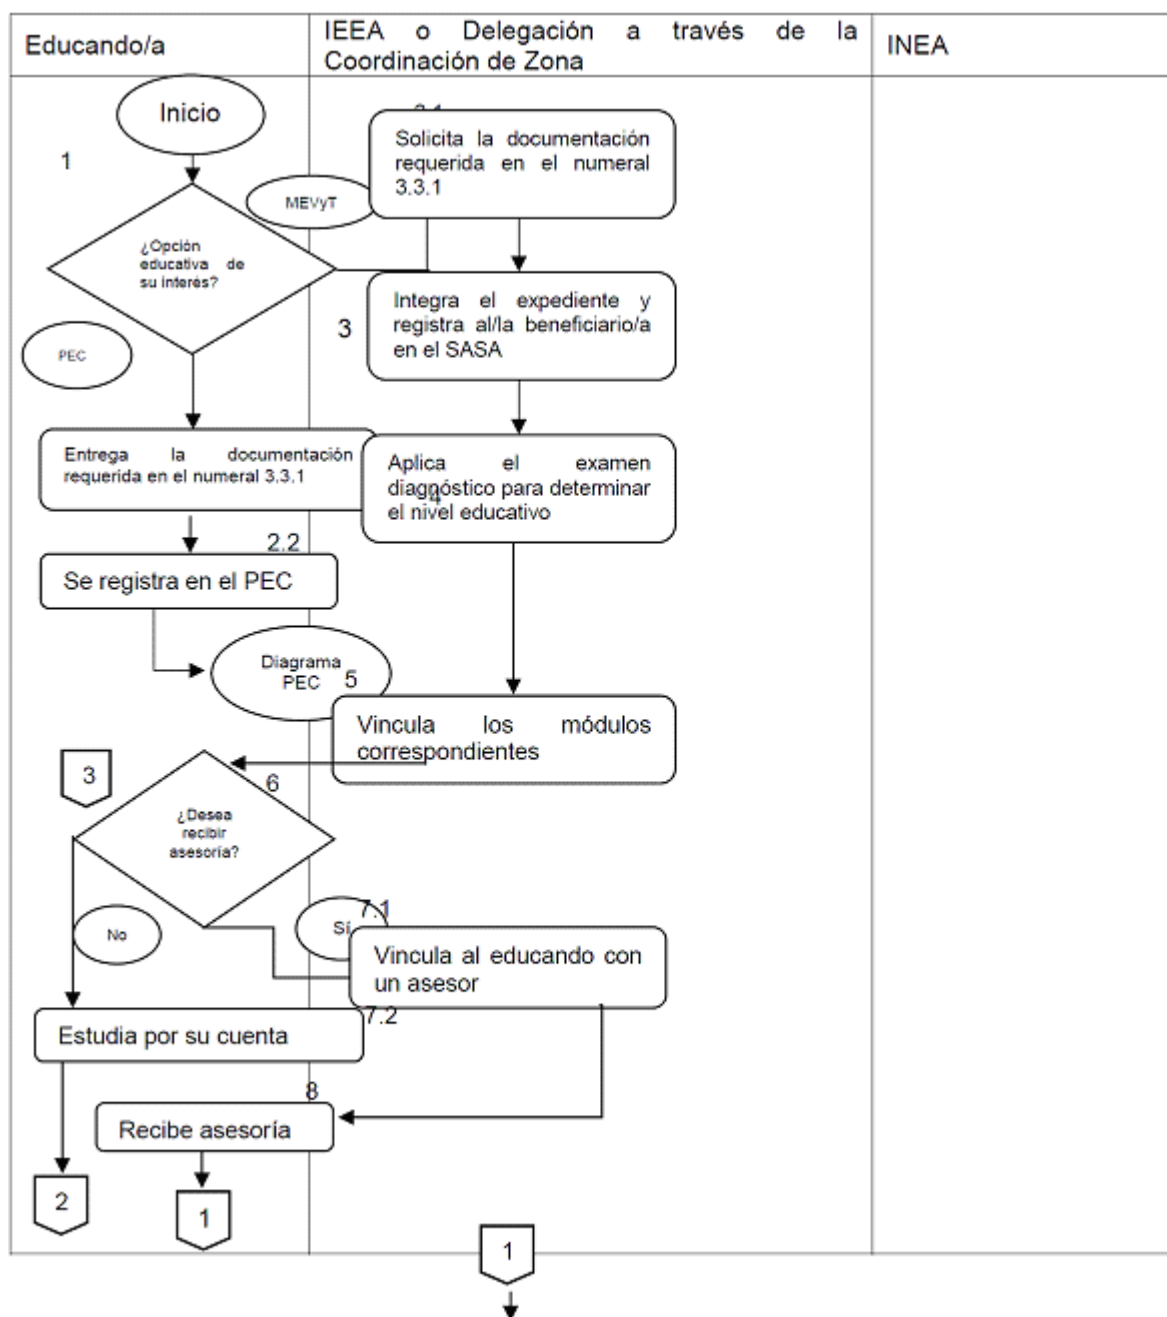 Educando/a
IEEA o Delegación a través de la
Coordinación de Zona
INEA
Inicio
1
Solicita la documentación
requerida en el numeral
3.3.1
MEVyT
¿Opción
educativa de
su interés?
3
Integra el expediente y
registra al/la beneficiario/a
en el SASA
PEC
Entrega la documentación
requerida en el numeral 3.3.1
Aplica el examen
diagnóstico para determinar
el nivel educativo
4
2.2
Se registra en el PEC
Diagrama
PEC
5
Vincula los módulos
correspondientes
3
6
¿Desea
recibir
asesoría?
No
Sí
7.1
Vincula al educando con
un asesor
7.2
Estudia por su cuenta
8
Recibe asesoría
2
1
1